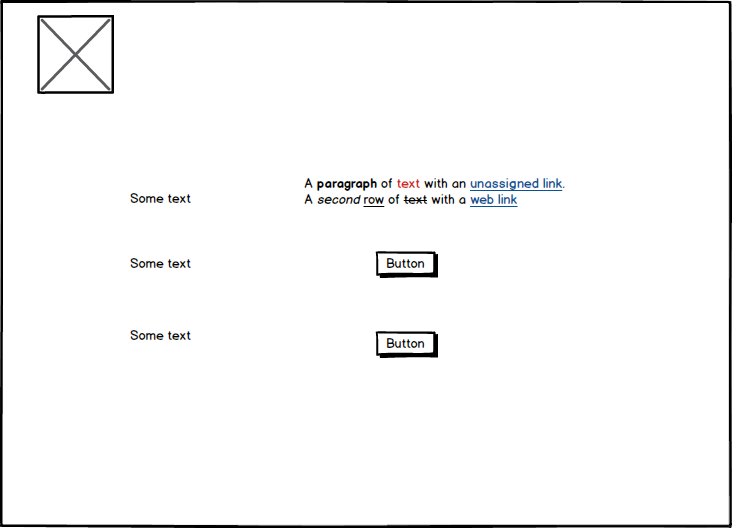 A paragraph of text with an unassigned link.
A second row of text with a web link
Some text
Some text
Button
Some text
Button